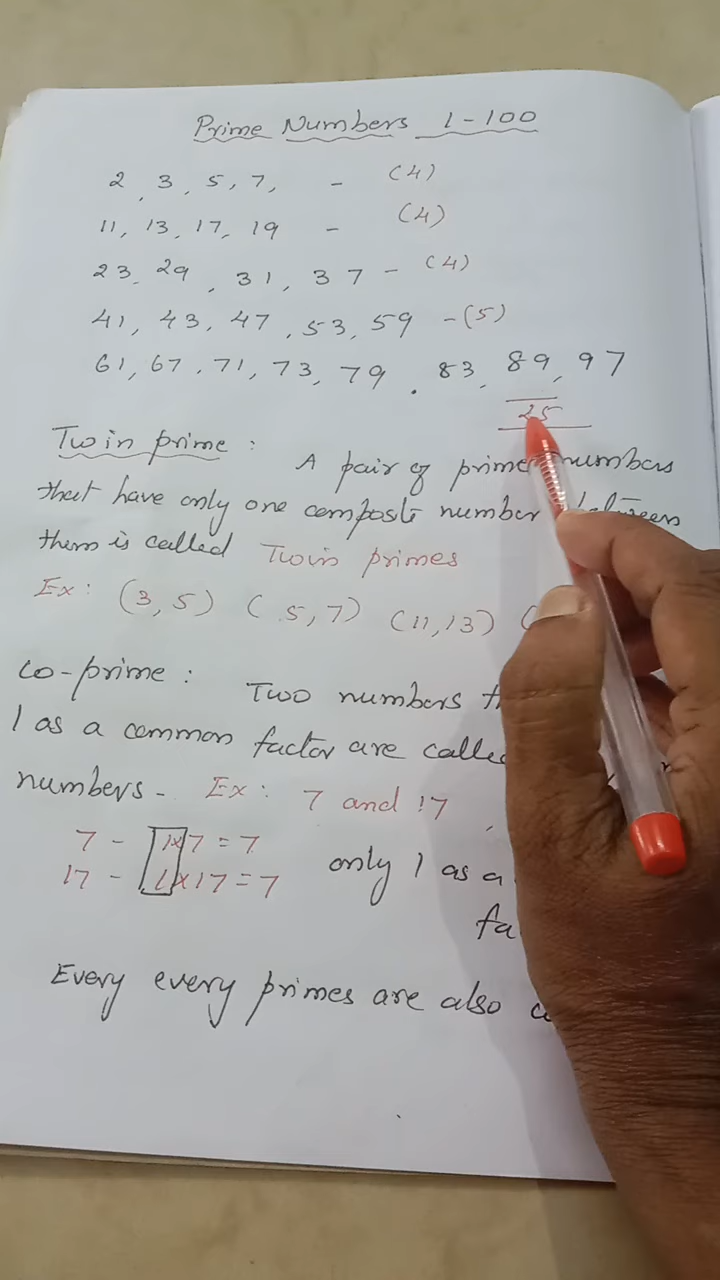 Prime Numbers 1-100
2, 3, 5, 7, - (4)
11, 13, 17, 19 - (4)
23, 29, 31, 37 - (4)
41, 43, 47, 53, 59 - (5)
61, 67, 71, 73, 79, 83, 89, 97
25
Twin prime : A pair of prime numbers
that have only one composite number between
them is called Twin primes
Ex: (3, 5) (5, 7) (11, 13) (
Co-prime : Two numbers
1 as a common factor are
numbers - Ex: 7 and 17
7 - 1x7 = 7
17 - 1x17 = 7
only 1 as a
Every every primes are also